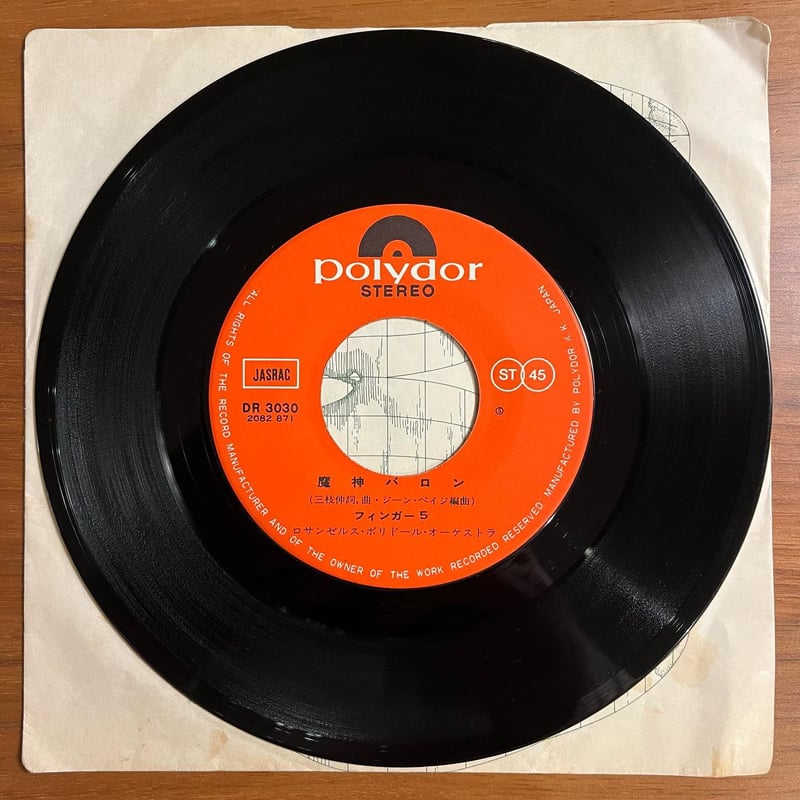 polydor
STEREO
JASRAC
ST 45
DR 3030
2082 871
Ⓢ
魔神バロン
(三枝伸詞、曲・ジーン・ペイジ編曲)
フィンガー5
ロサンゼルス・ポリドール・オーケストラ
ALL RIGHTS OF THE RECORD MANUFACTURER AND OF THE OWNER OF THE WORK RECORDED RESERVED MANUFACTURED BY POLYDOR K.K. JAPAN